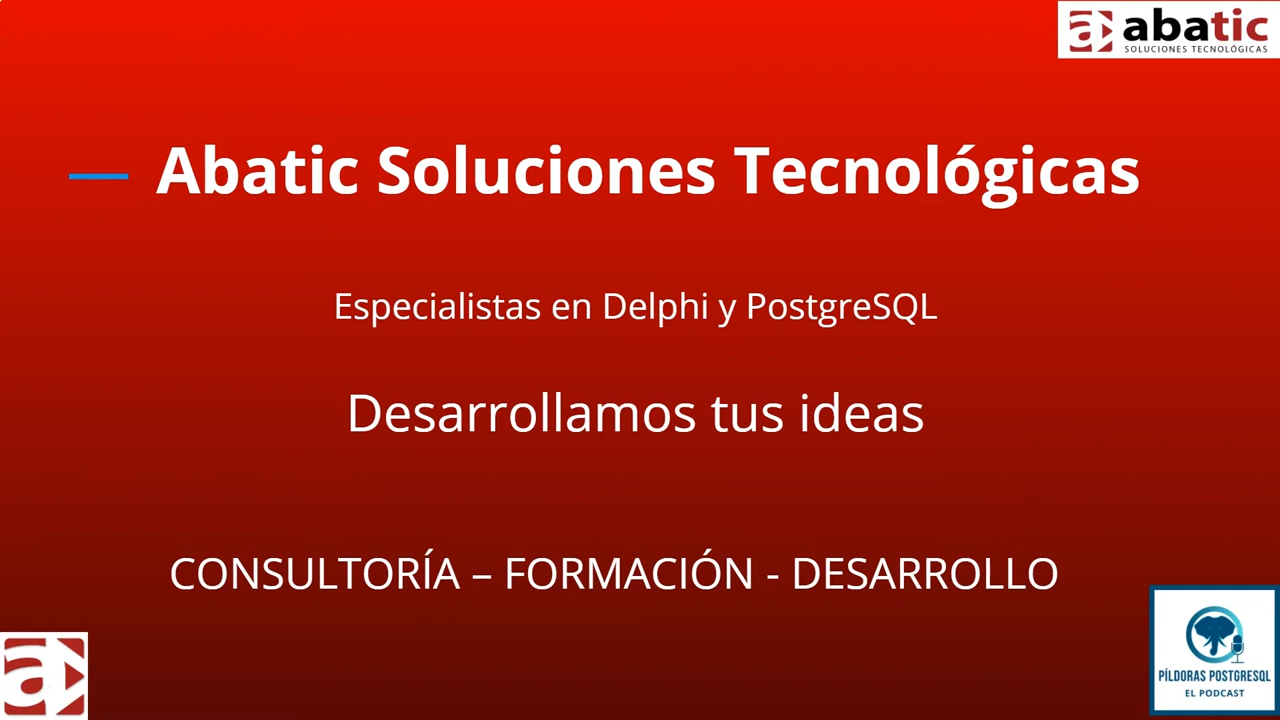 abatic
SOLUCIONES TECNOLÓGICAS
Abatic Soluciones Tecnológicas
Especialistas en Delphi y PostgreSQL
Desarrollamos tus ideas
CONSULTORÍA – FORMACIÓN - DESARROLLO
a
PÍLDORAS POSTGRESQL
EL PODCAST